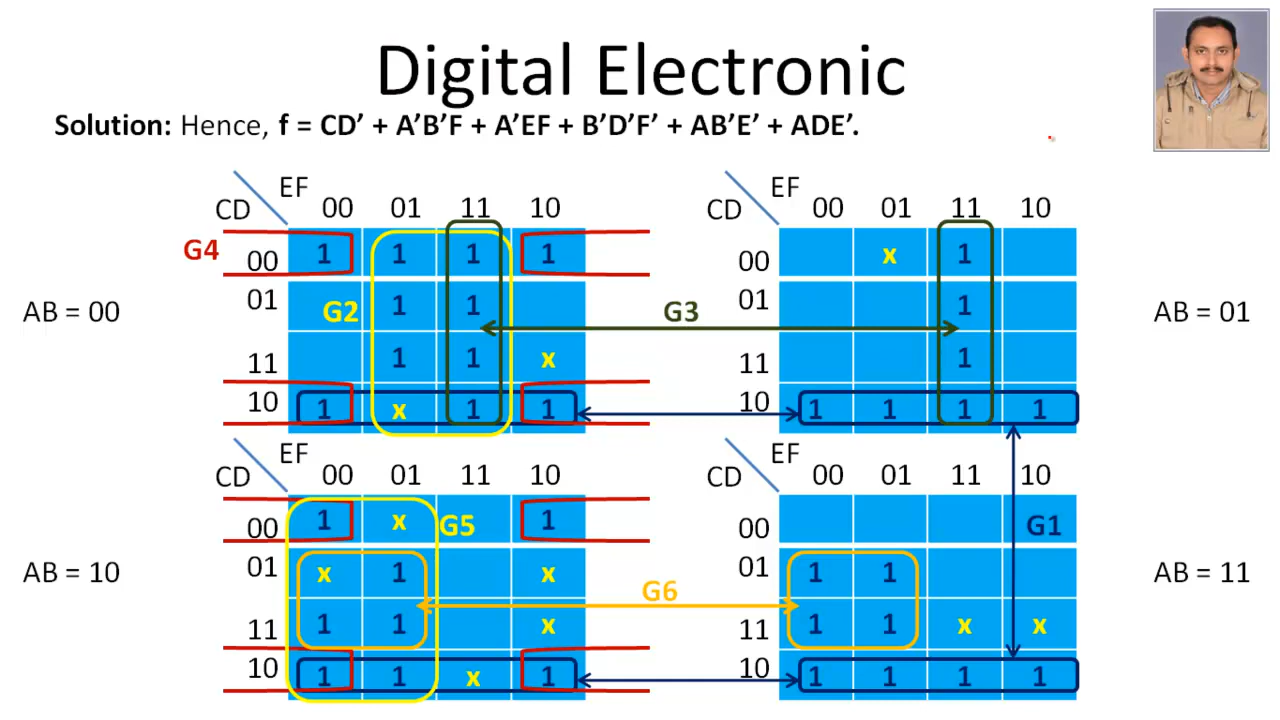 Digital Electronic
Solution: Hence, f = CD’ + A’B’F + A’EF + B’D’F’ + AB’E’ + ADE’.
EF EF
CD 00 01 11 10 CD 00 01 11 10
G4 00 1 1 1 1 00 x 1
01 G2 1 1 01 1
AB = 00 G3 AB = 01
11 1 1 x 11 1
10 1 x 1 1 10 1 1 1 1
EF EF
CD 00 01 11 10 CD 00 01 11 10
00 1 x G5 1 00 G1
01 x 1 x 01 1 1
AB = 10 G6 AB = 11
11 1 1 x 11 1 1 x x
10 1 1 x 1 10 1 1 1 1